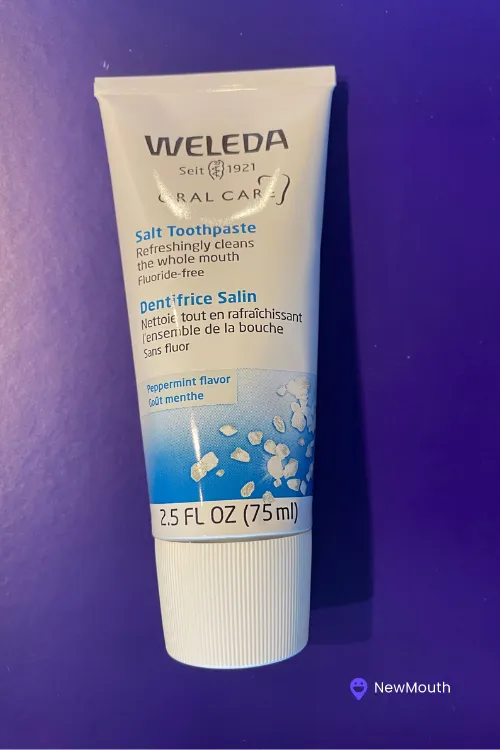 WELEDA
Seit 1921
ORAL CARE
Salt Toothpaste
Refreshingly cleans
the whole mouth
Fluoride-free
Dentifrice Salin
Nettoie tout en rafraîchissant
l'ensemble de la bouche
Sans fluor
Peppermint flavor
Goût menthe
2.5 FL OZ (75 ml)
NewMouth